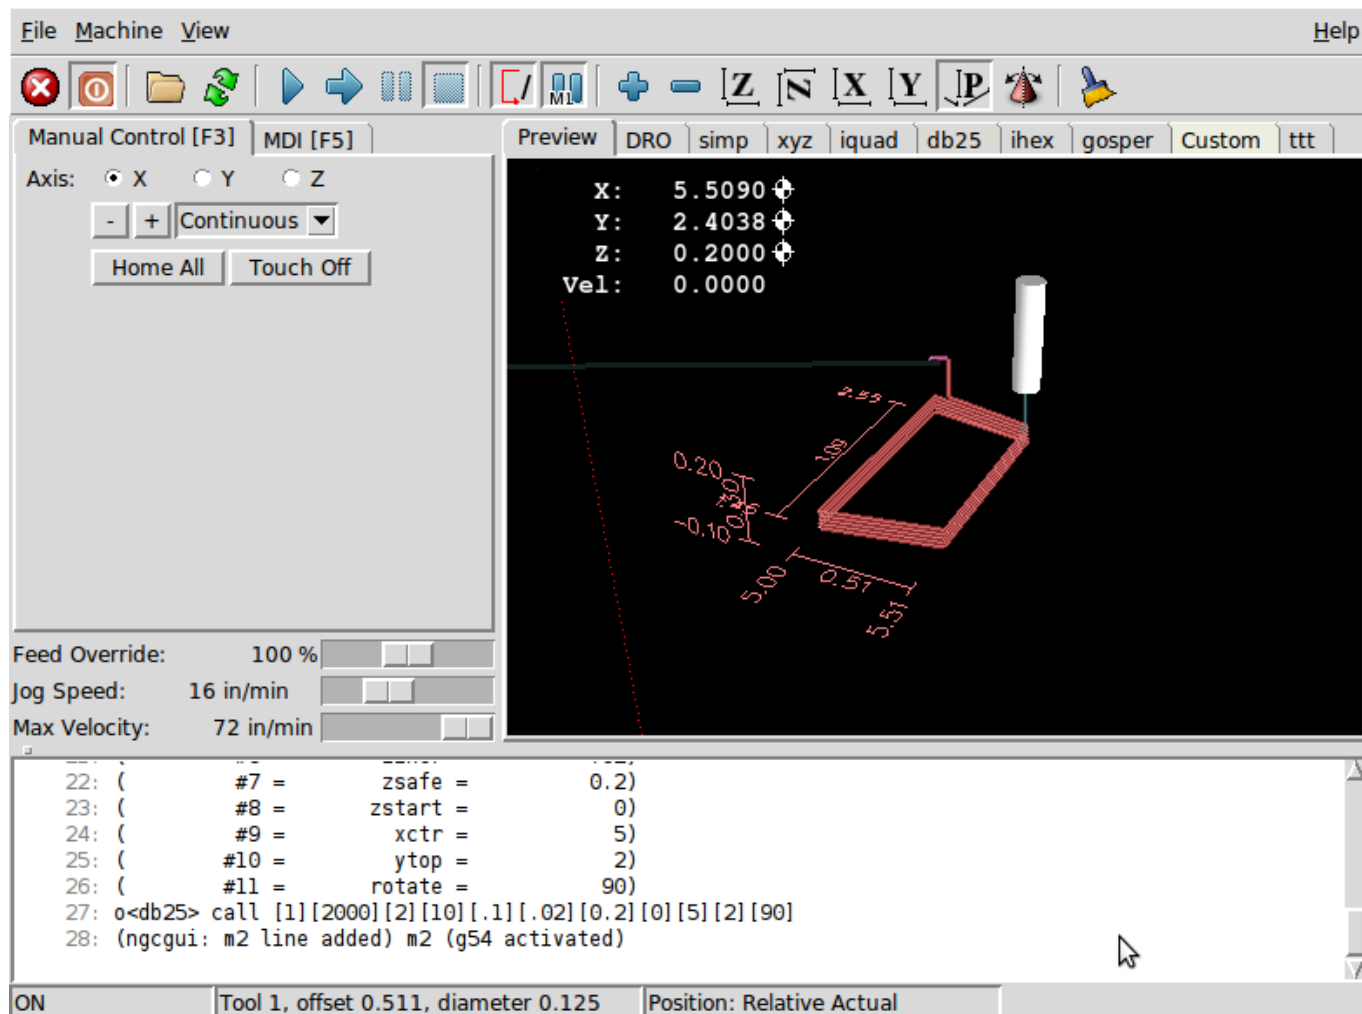 File Machine View Help
M1 Z N X Y P
Manual Control [F3] MDI [F5] Preview DRO simp xyz iquad db25 ihex gosper Custom ttt
Axis: X Y Z
- + Continuous
Home All Touch Off
X: 5.5090
Y: 2.4038
Z: 0.2000
Vel: 0.0000
2.59
1.09
0.20
-0.10
5.00
0.51
5.51
Feed Override: 100 %
Jog Speed: 16 in/min
Max Velocity: 72 in/min
22: ( #7 = zsafe = 0.2)
23: ( #8 = zstart = 0)
24: ( #9 = xctr = 5)
25: ( #10 = ytop = 2)
26: ( #11 = rotate = 90)
27: o<db25> call [1][2000][2][10][.1][.02][0.2][0][5][2][90]
28: (ngcgui: m2 line added) m2 (g54 activated)
ON Tool 1, offset 0.511, diameter 0.125 Position: Relative Actual